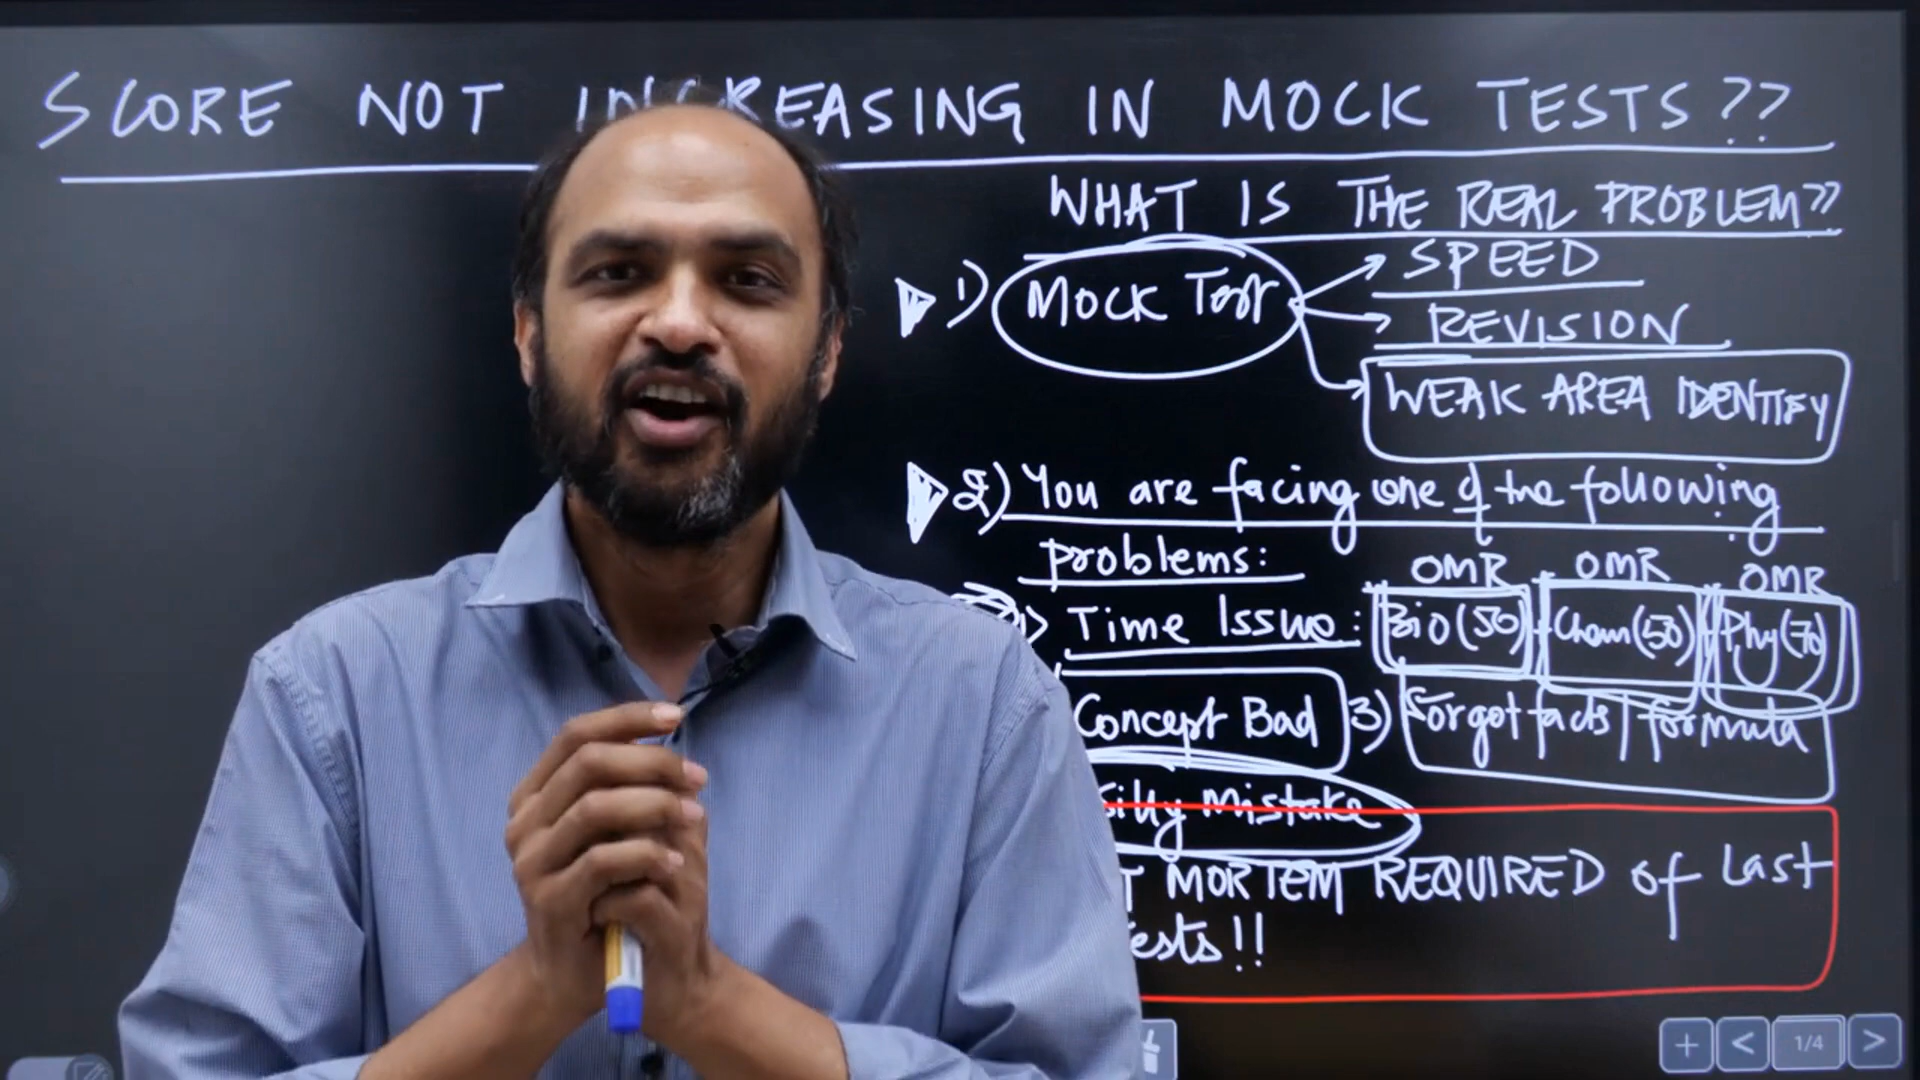 SCORE NOT INCREASING IN MOCK TESTS??
WHAT IS THE REAL PROBLEM??
1) MOCK Test
SPEED
REVISION
WEAK AREA IDENTIFY
2) You are facing one of the following
problems:
OMR OMR OMR
1) Time Issue: Bio(50) Chem(50) Phy(70)
Concept Bad 3) Forgot facts / formula
Silly Mistake
T MORTEM REQUIRED of Last
ests!!
1/4